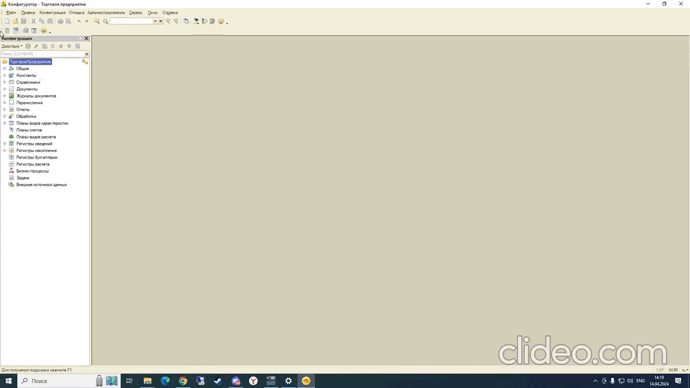 Конфигуратор - Торговое предприятие
Файл Правка Конфигурация Отладка Администрирование Сервис Окна Справка
Конфигурация
Действия
Поиск (Ctrl+Alt+M)
ТорговоеПредприятие
Общие
Константы
Справочники
Документы
Журналы документов
Перечисления
Отчеты
Обработки
Планы видов характеристик
Планы счетов
Планы видов расчета
Регистры сведений
Регистры накопления
Регистры бухгалтерии
Регистры расчета
Бизнес-процессы
Задачи
Внешние источники данных
clideo.com
Для получения подсказки нажмите F1
CAP NUM
Поиск
ENG
14:19
14.04.2024